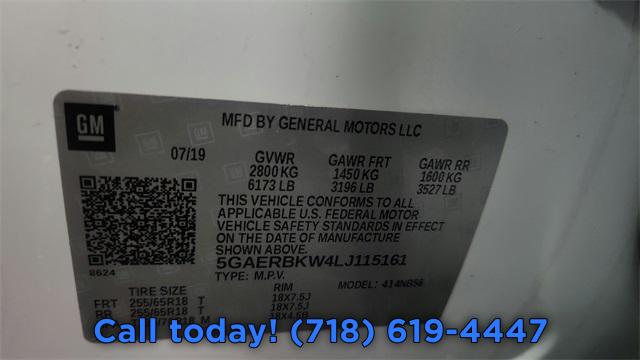 GM
MFD BY GENERAL MOTORS LLC
07/19 GVWR GAWR FRT GAWR RR
2800 KG 1450 KG 1600 KG
6173 LB 3196 LB 3527 LB
THIS VEHICLE CONFORMS TO ALL
APPLICABLE U.S. FEDERAL MOTOR
VEHICLE SAFETY STANDARDS IN EFFECT
ON THE DATE OF MANUFACTURE
SHOWN ABOVE.
8624 5GAERBKW4LJ115161
TYPE: M.P.V. MODEL: 414NB56
TIRE SIZE RIM
FRT 255/65R18 T 18X7.5J
RR 255/65R18 T 18X7.5J
R18 M 18X4.5B
Call today! (718) 619-4447